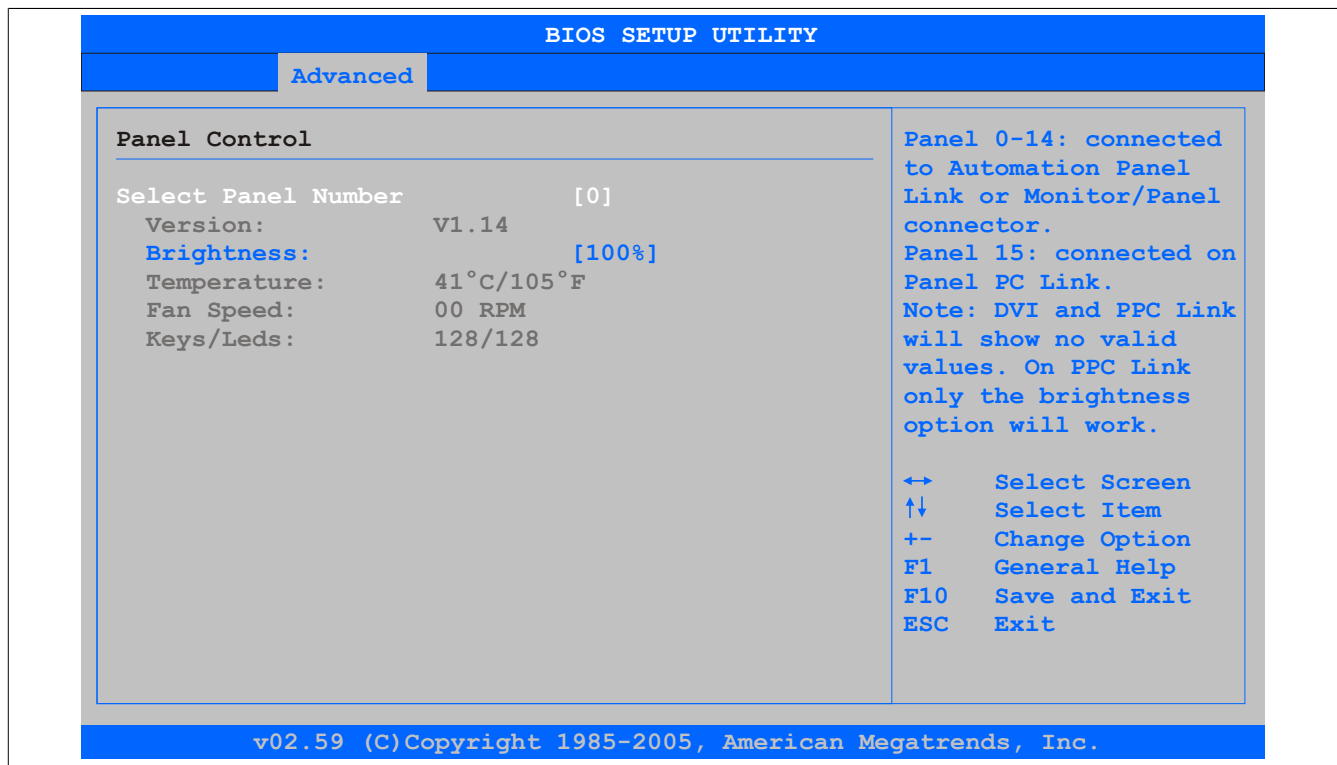 BIOS SETUP UTILITY
Advanced
Panel Control
Select Panel Number [0]
Version: V1.14
Brightness: [100%]
Temperature: 41°C/105°F
Fan Speed: 00 RPM
Keys/Leds: 128/128
Panel 0-14: connected
to Automation Panel
Link or Monitor/Panel
connector.
Panel 15: connected on
Panel PC Link.
Note: DVI and PPC Link
will show no valid
values. On PPC Link
only the brightness
option will work.
↔ Select Screen
↑↓ Select Item
+- Change Option
F1 General Help
F10 Save and Exit
ESC Exit
v02.59 (C)Copyright 1985-2005, American Megatrends, Inc.